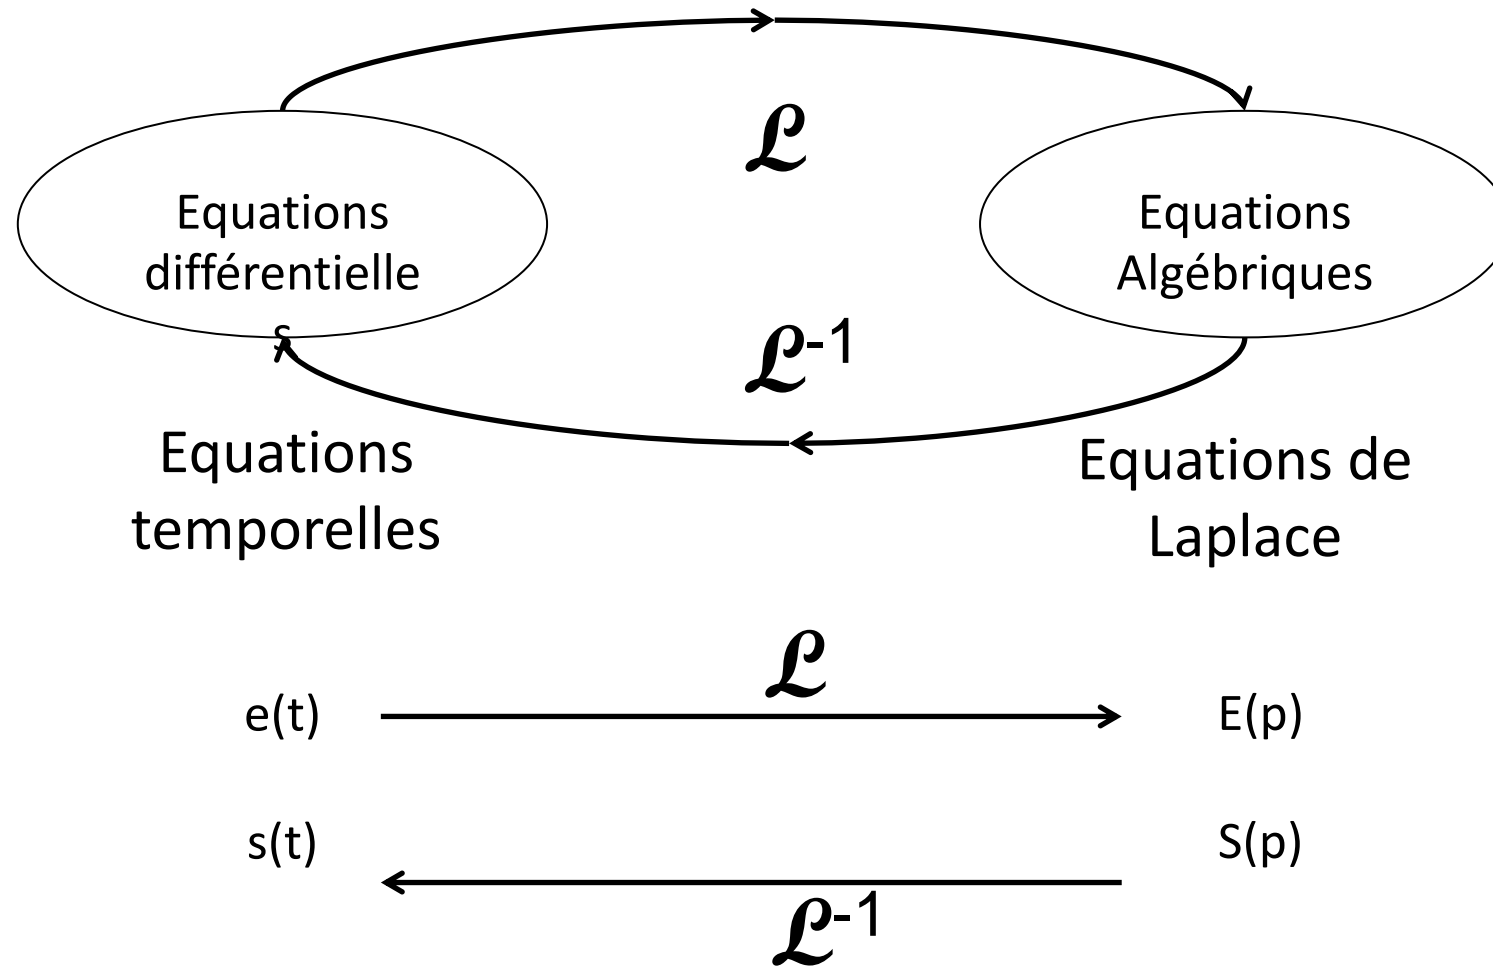 ℒ
Equations
différentielle
s
Equations
Algébriques
ℒ-1
Equations
temporelles
Equations de
Laplace
ℒ
e(t)
E(p)
s(t)
S(p)
ℒ-1